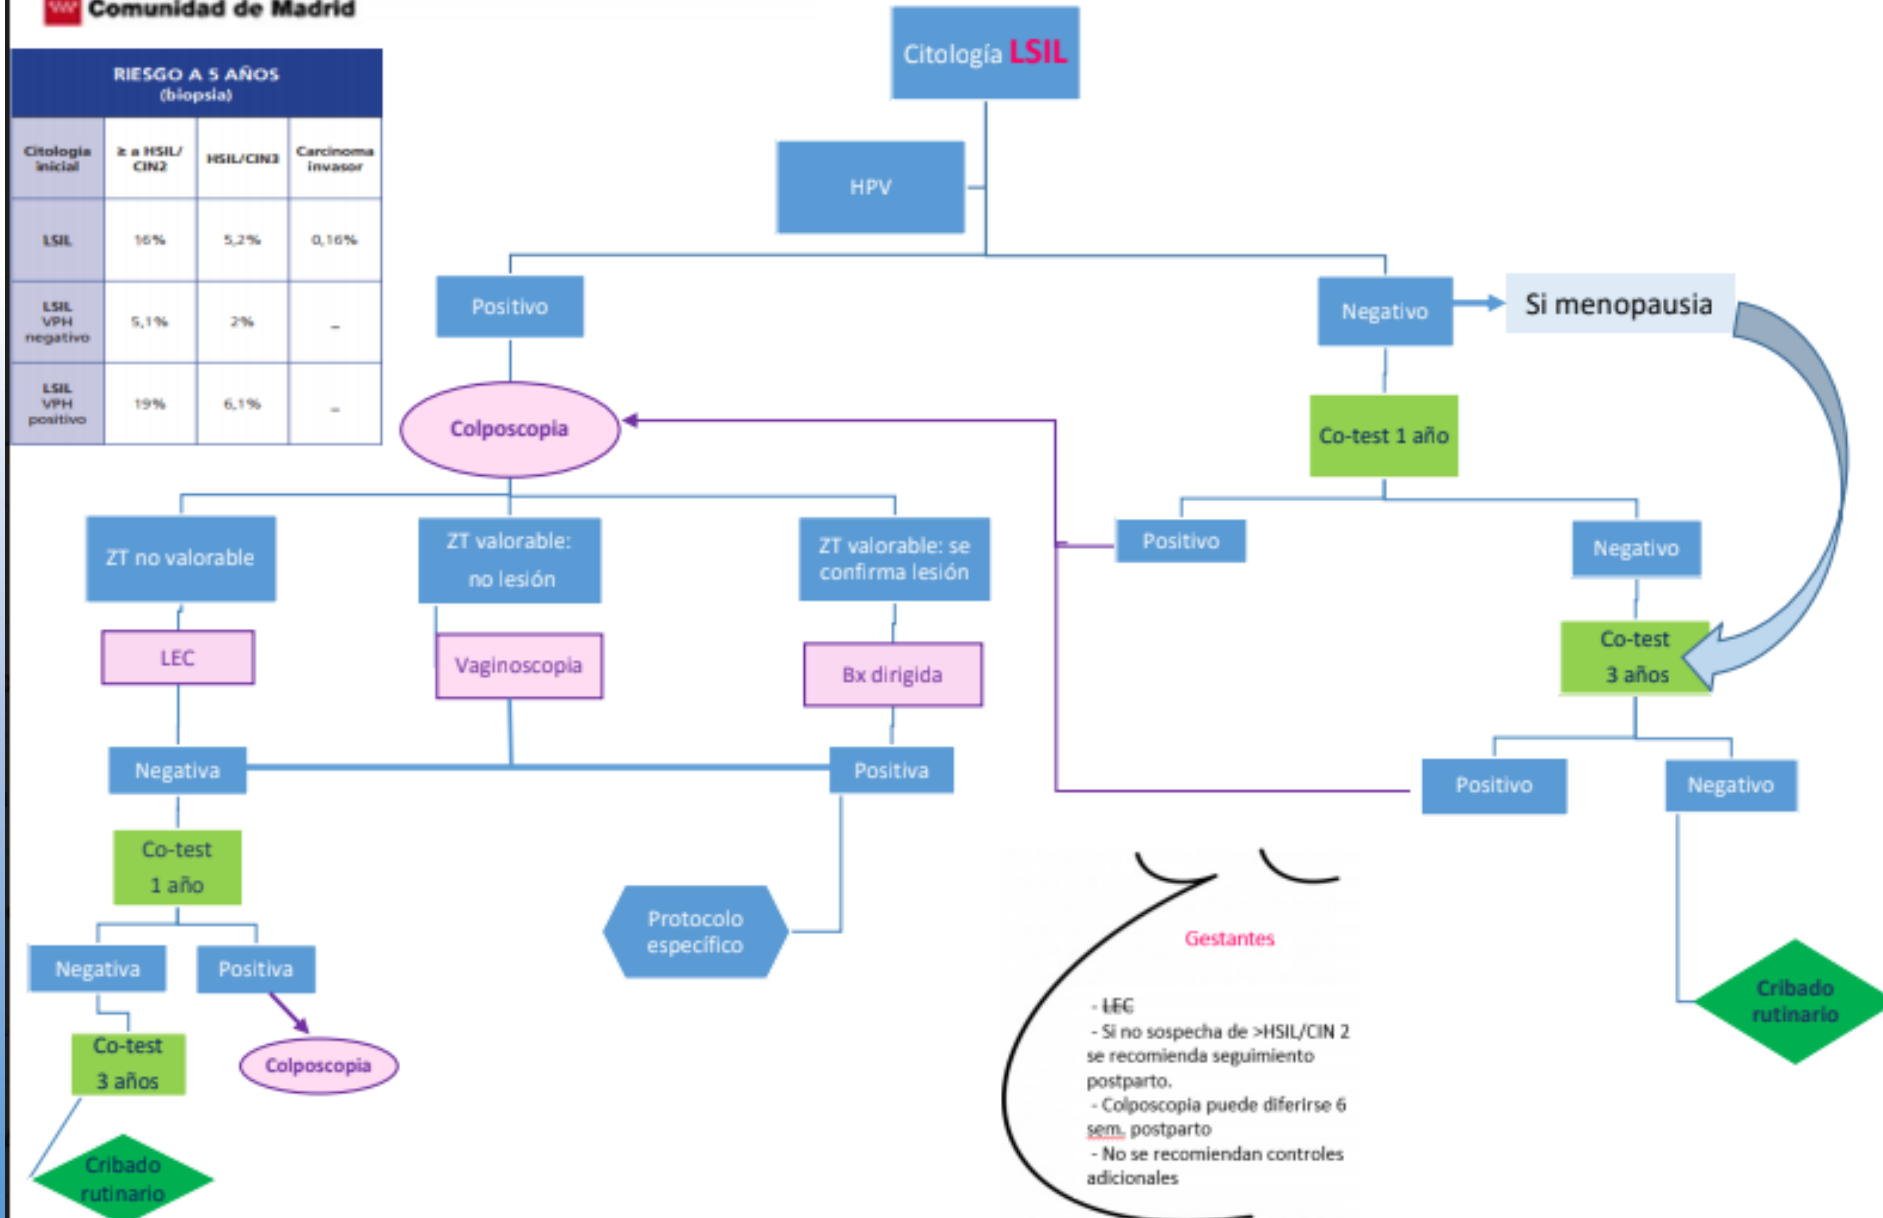 Comunidad de Madrid
RIESGO A 5 AÑOS
(biopsia)
Citología inicial | ≥ a HSIL/ CIN2 | HSIL/CIN3 | Carcinoma invasor
LSIL | 16% | 5,2% | 0,16%
LSIL VPH negativo | 5,1% | 2% | –
LSIL VPH positivo | 19% | 6,1% | –
Citología LSIL
HPV
Positivo
Negativo
Si menopausia
Colposcopia
Co-test 1 año
ZT no valorable
ZT valorable:
no lesión
ZT valorable: se
confirma lesión
Positivo
Negativo
LEC
Vaginoscopia
Bx dirigida
Co-test
3 años
Negativa
Positiva
Positivo
Negativo
Co-test
1 año
Protocolo
específico
Negativa
Positiva
Co-test
3 años
Colposcopia
Cribado
rutinario
Gestantes
- LEC
- Si no sospecha de >HSIL/CIN 2
se recomienda seguimiento
postparto.
- Colposcopia puede diferirse 6
sem. postparto
- No se recomiendan controles
adicionales
Cribado
rutinario